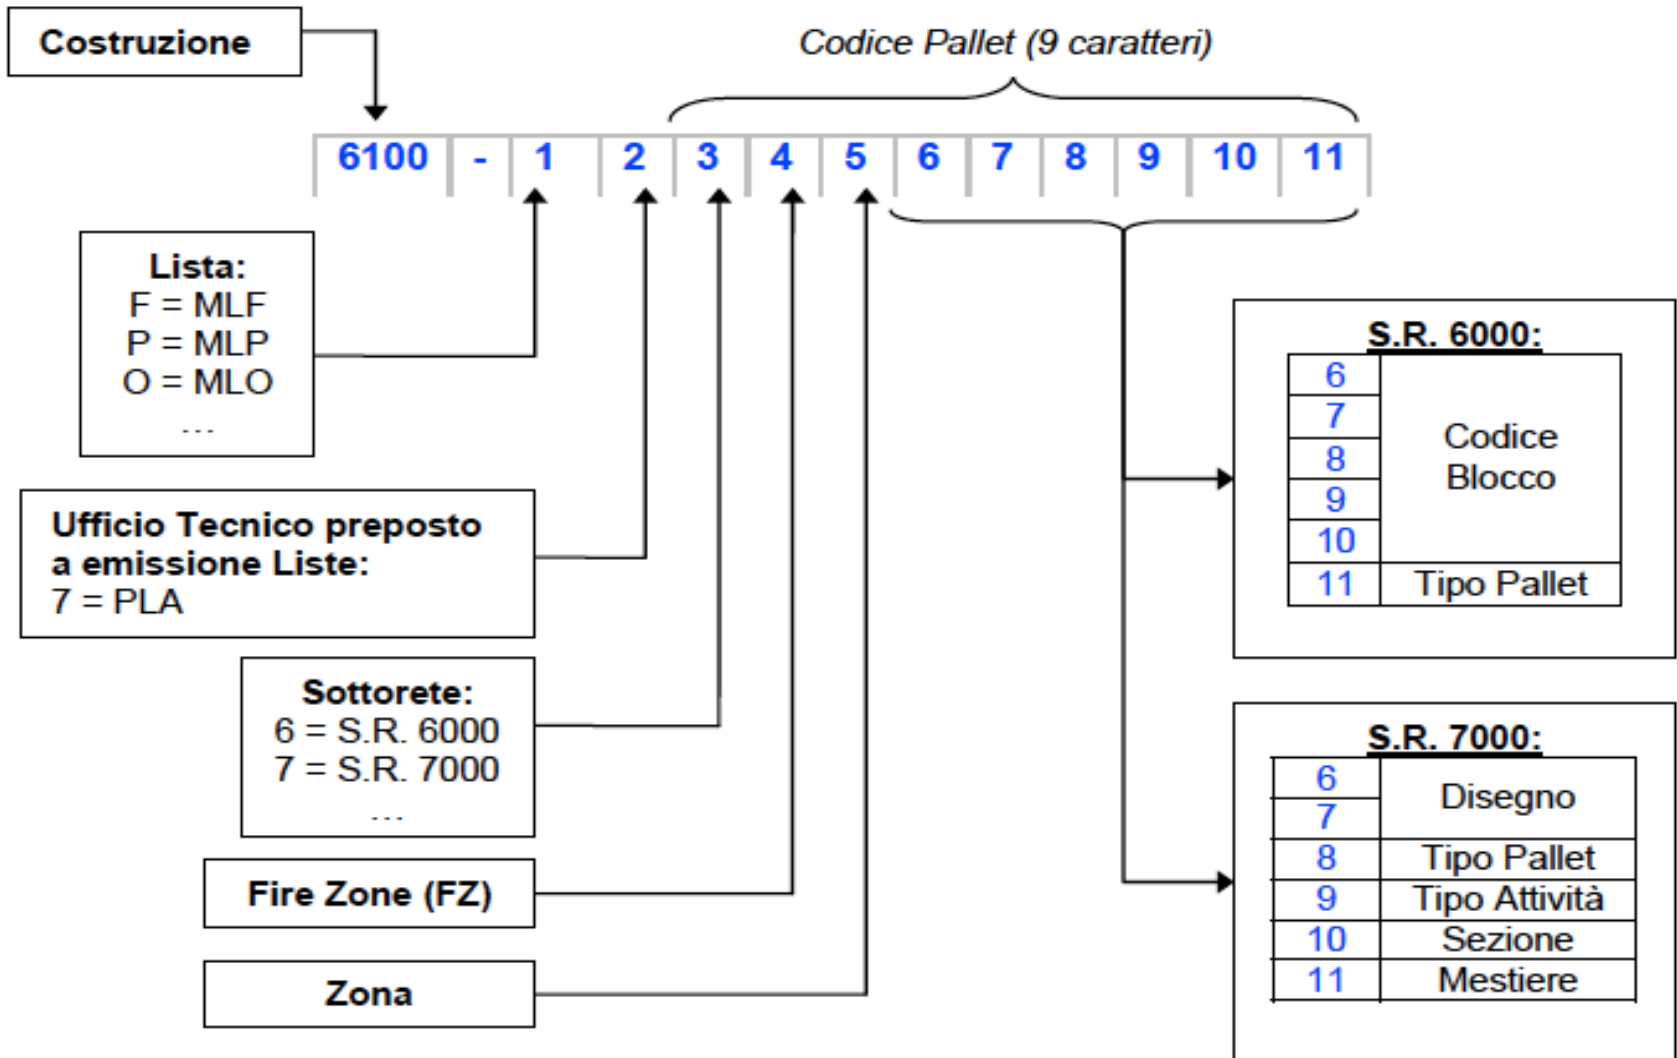 Costruzione
Codice Pallet (9 caratteri)
6100 - 1 2 3 4 5 6 7 8 9 10 11
Lista:
F = MLF
P = MLP
O = MLO
...
Ufficio Tecnico preposto
a emissione Liste:
7 = PLA
Sottorete:
6 = S.R. 6000
7 = S.R. 7000
...
Fire Zone (FZ)
Zona
S.R. 6000:
6
7
8
9
10
Codice
Blocco
11 Tipo Pallet
S.R. 7000:
6
7
Disegno
8 Tipo Pallet
9 Tipo Attività
10 Sezione
11 Mestiere